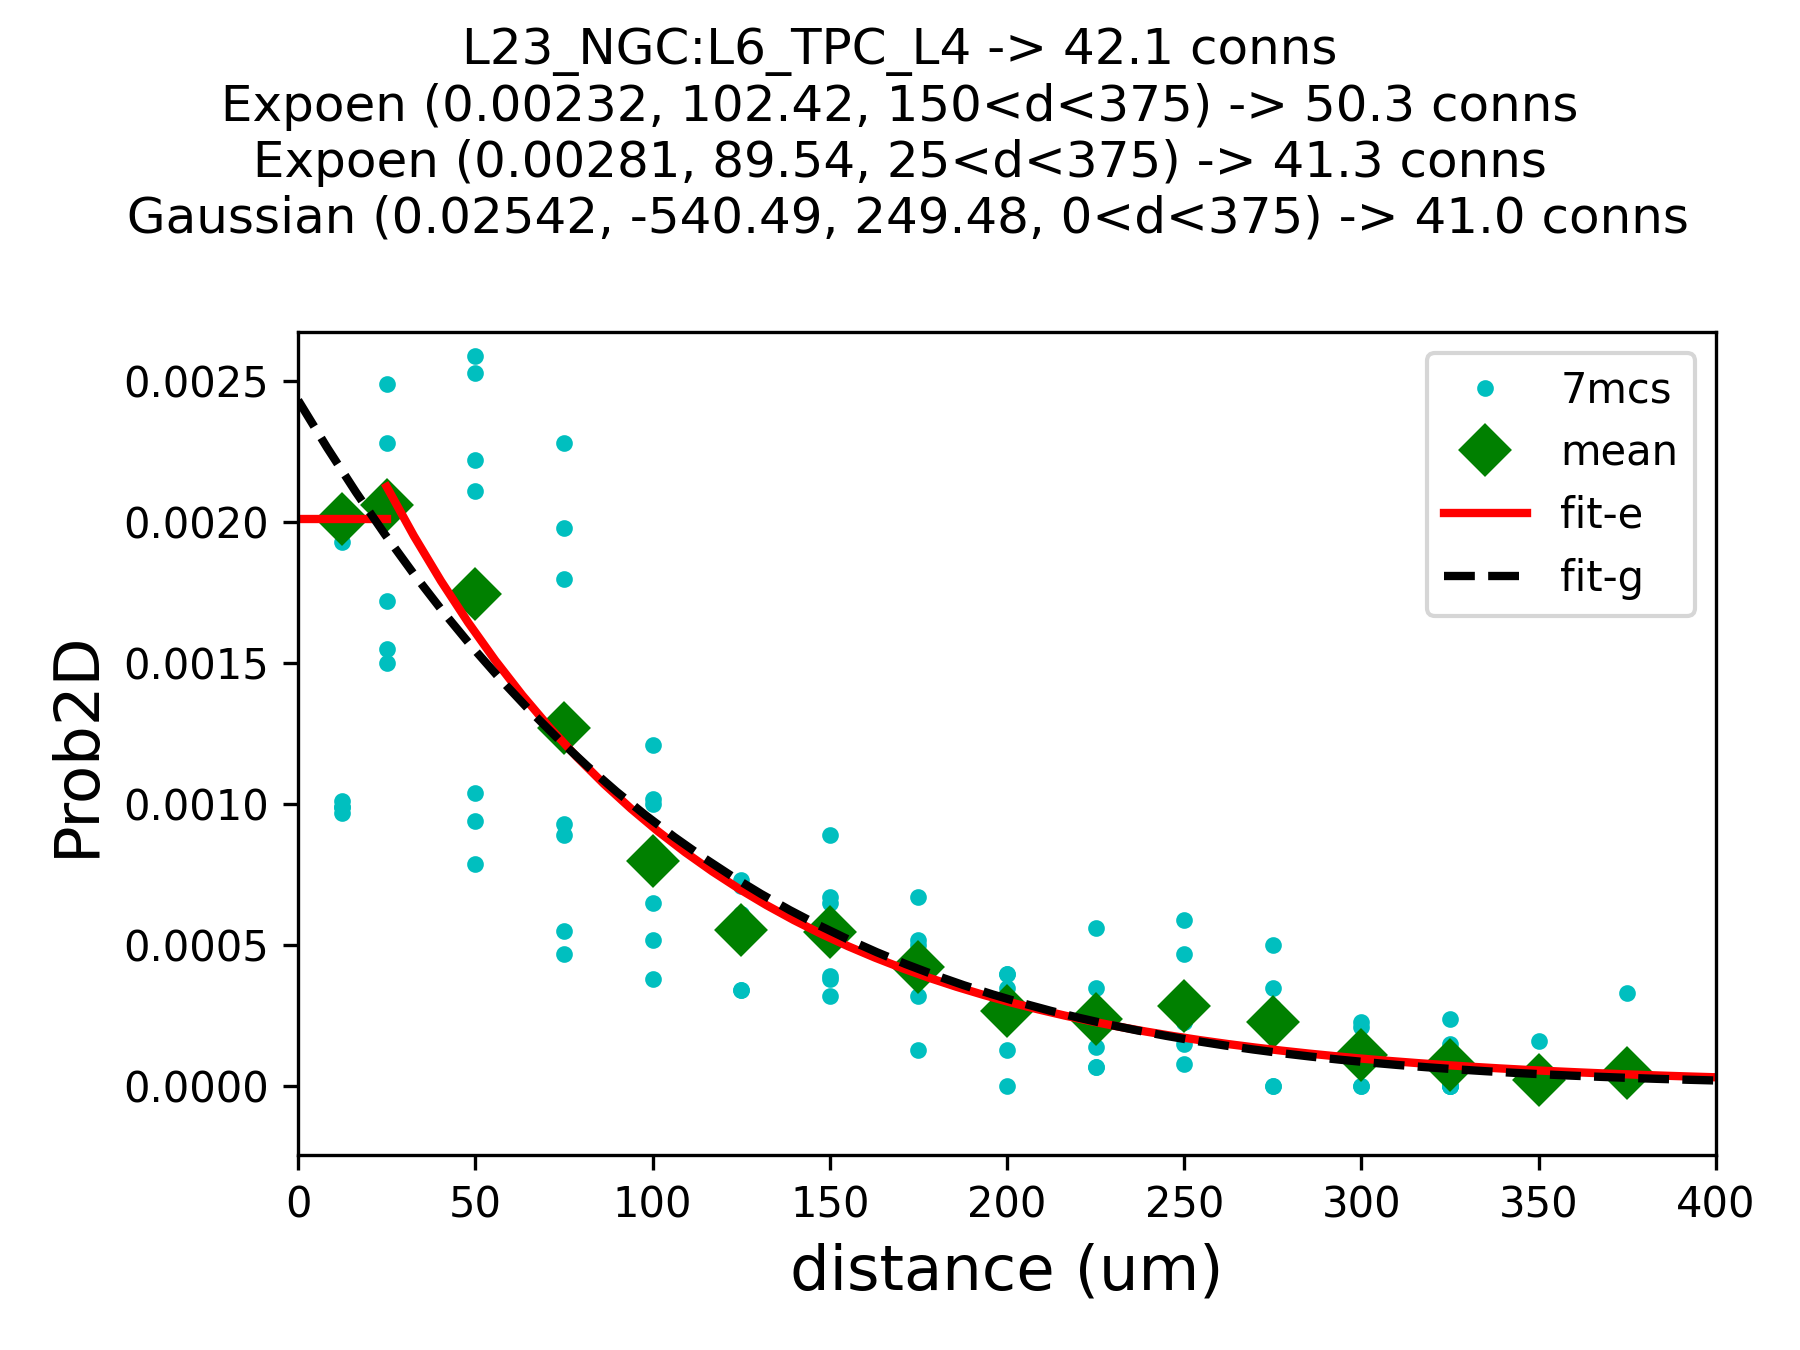 L23_NGC:L6_TPC_L4 -> 42.1 conns
Expoen (0.00232, 102.42, 150<d<375) -> 50.3 conns
Expoen (0.00281, 89.54, 25<d<375) -> 41.3 conns
Gaussian (0.02542, -540.49, 249.48, 0<d<375) -> 41.0 conns
7mcs
mean
fit-e
fit-g
Prob2D
0.0025
0.0020
0.0015
0.0010
0.0005
0.0000
0 50 100 150 200 250 300 350 400
distance (um)